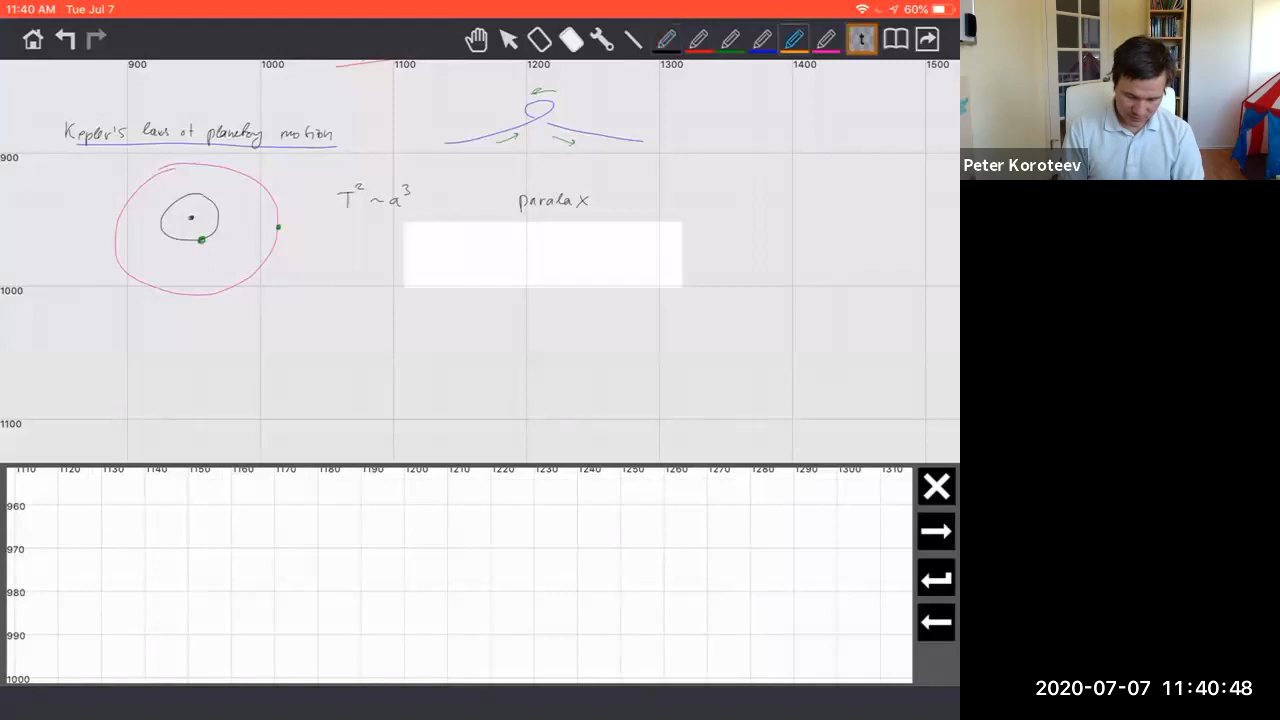 11:40 AM Tue Jul 7
60%
t
900 1000 1100 1200 1300 1400 1500
Kepler's laws of planetary motion
900
T² ~ a³
paralax
Peter Koroteev
1000
1100
1110 1120 1130 1140 1150 1160 1170 1180 1190 1200 1210 1220 1230 1240 1250 1260 1270 1280 1290 1300 1310
960
970
980
990
1000
2020-07-07 11:40:48